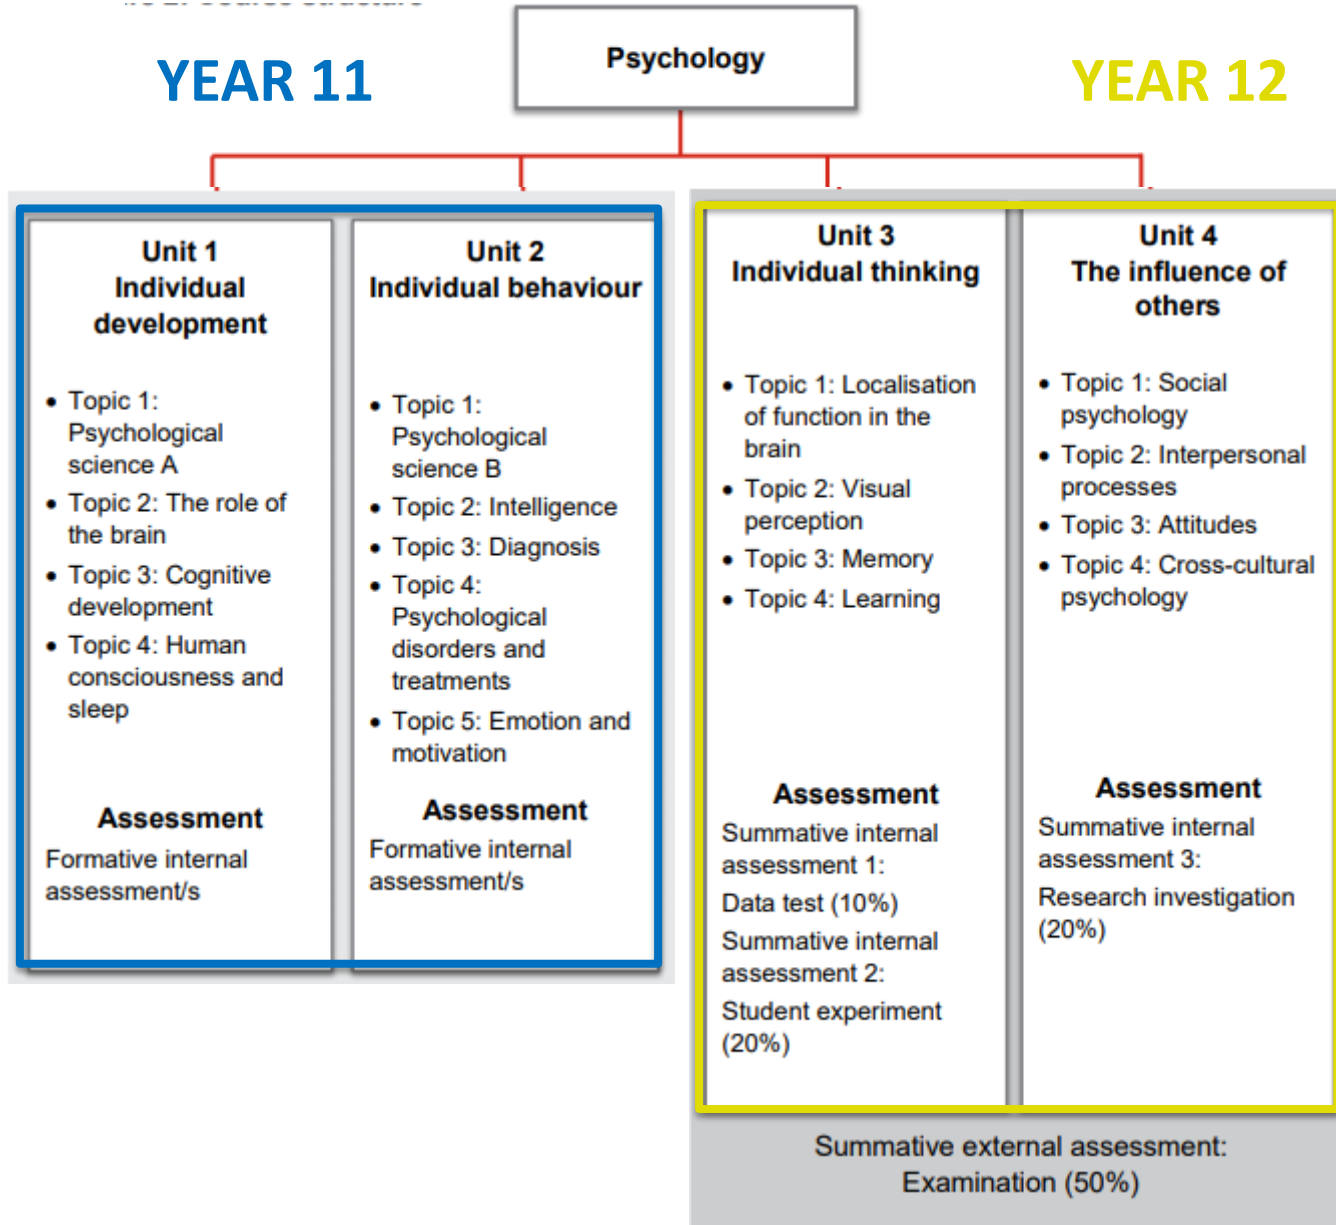 Psychology
YEAR 11
YEAR 12
Unit 1
Individual
development
• Topic 1:
Psychological
science A
• Topic 2: The role of
the brain
• Topic 3: Cognitive
development
• Topic 4: Human
consciousness and
sleep
Assessment
Formative internal
assessment/s
Unit 2
Individual behaviour
• Topic 1:
Psychological
science B
• Topic 2: Intelligence
• Topic 3: Diagnosis
• Topic 4:
Psychological
disorders and
treatments
• Topic 5: Emotion and
motivation
Assessment
Formative internal
assessment/s
Unit 3
Individual thinking
• Topic 1: Localisation
of function in the
brain
• Topic 2: Visual
perception
• Topic 3: Memory
• Topic 4: Learning
Assessment
Summative internal
assessment 1:
Data test (10%)
Summative internal
assessment 2:
Student experiment
(20%)
Unit 4
The influence of
others
• Topic 1: Social
psychology
• Topic 2: Interpersonal
processes
• Topic 3: Attitudes
• Topic 4: Cross-cultural
psychology
Assessment
Summative internal
assessment 3:
Research investigation
(20%)
Summative external assessment:
Examination (50%)